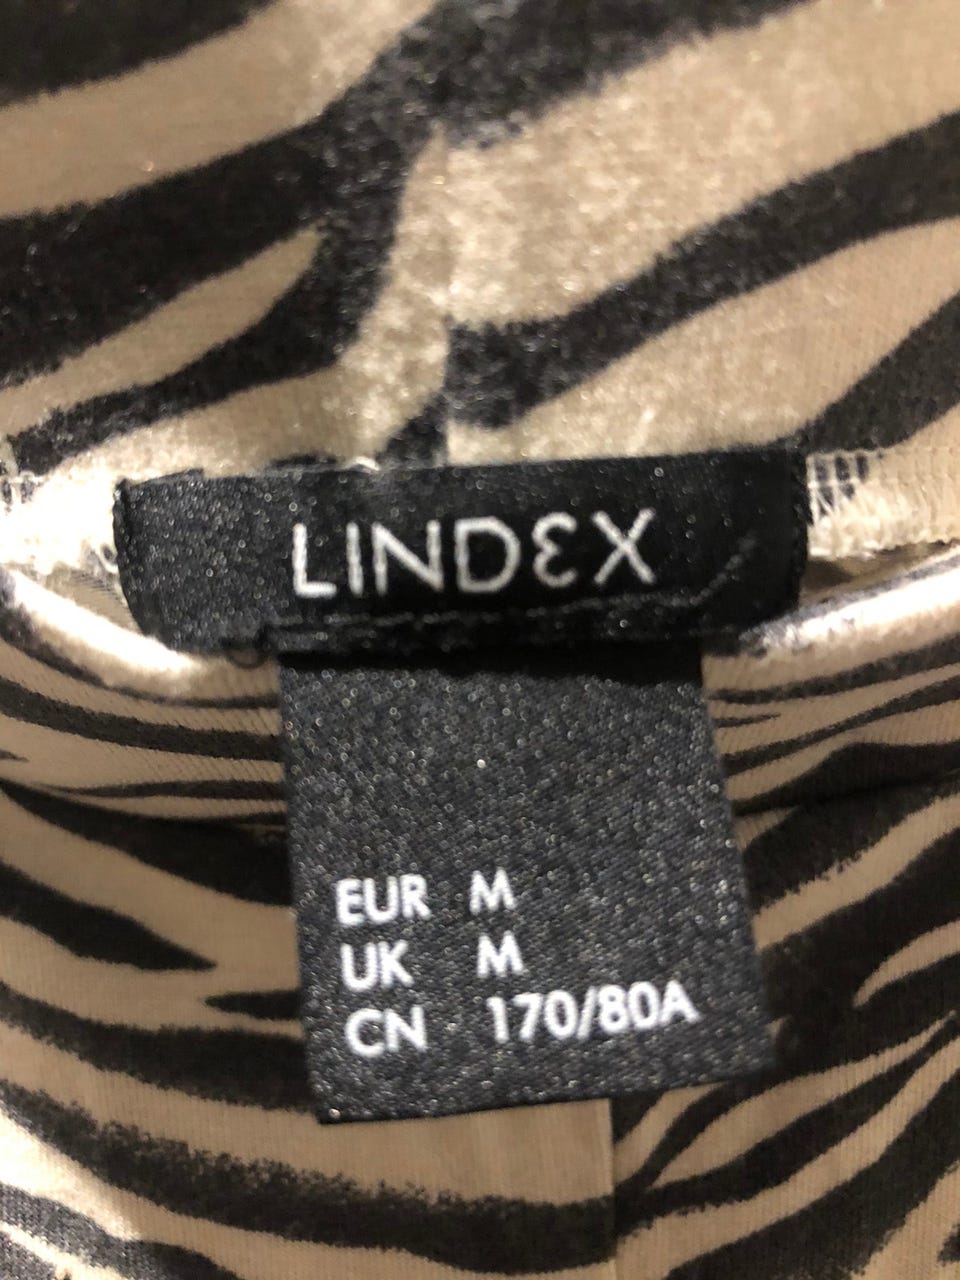 LINDEX
EUR M
UK M
CN 170/80A